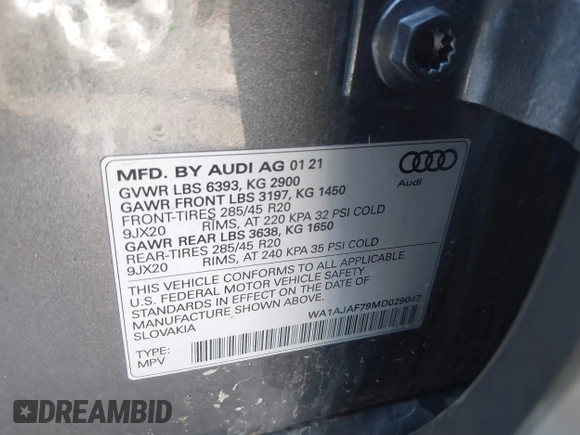 MFD. BY AUDI AG 01 21
GVWR LBS 6393, KG 2900
GAWR FRONT LBS 3197, KG 1450
FRONT-TIRES 285/45 R20
9JX20 RIMS, AT 220 KPA 32 PSI COLD
GAWR REAR LBS 3638, KG 1650
REAR-TIRES 285/45 R20
9JX20 RIMS, AT 240 KPA 35 PSI COLD
Audi
THIS VEHICLE CONFORMS TO ALL APPLICABLE
U.S. FEDERAL MOTOR VEHICLE SAFETY
STANDARDS IN EFFECT ON THE DATE OF
MANUFACTURE SHOWN ABOVE.
SLOVAKIA
WA1AJAF79MD029047
TYPE:
MPV
DREAMBID